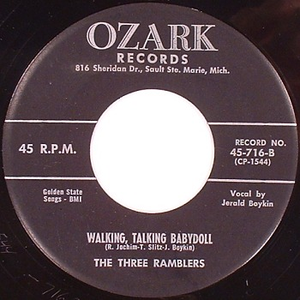 OZARK
RECORDS
816 Sheridan Dr., Sault Ste. Marie, Mich.
45 R.P.M.
RECORD NO.
45-716-B
(CP-1544)
Golden State
Songs - BMI
Vocal by
Jerald Boykin
WALKING, TALKING BABYDOLL
(R. Jochim-T. Slitz-J. Boykin)
THE THREE RAMBLERS